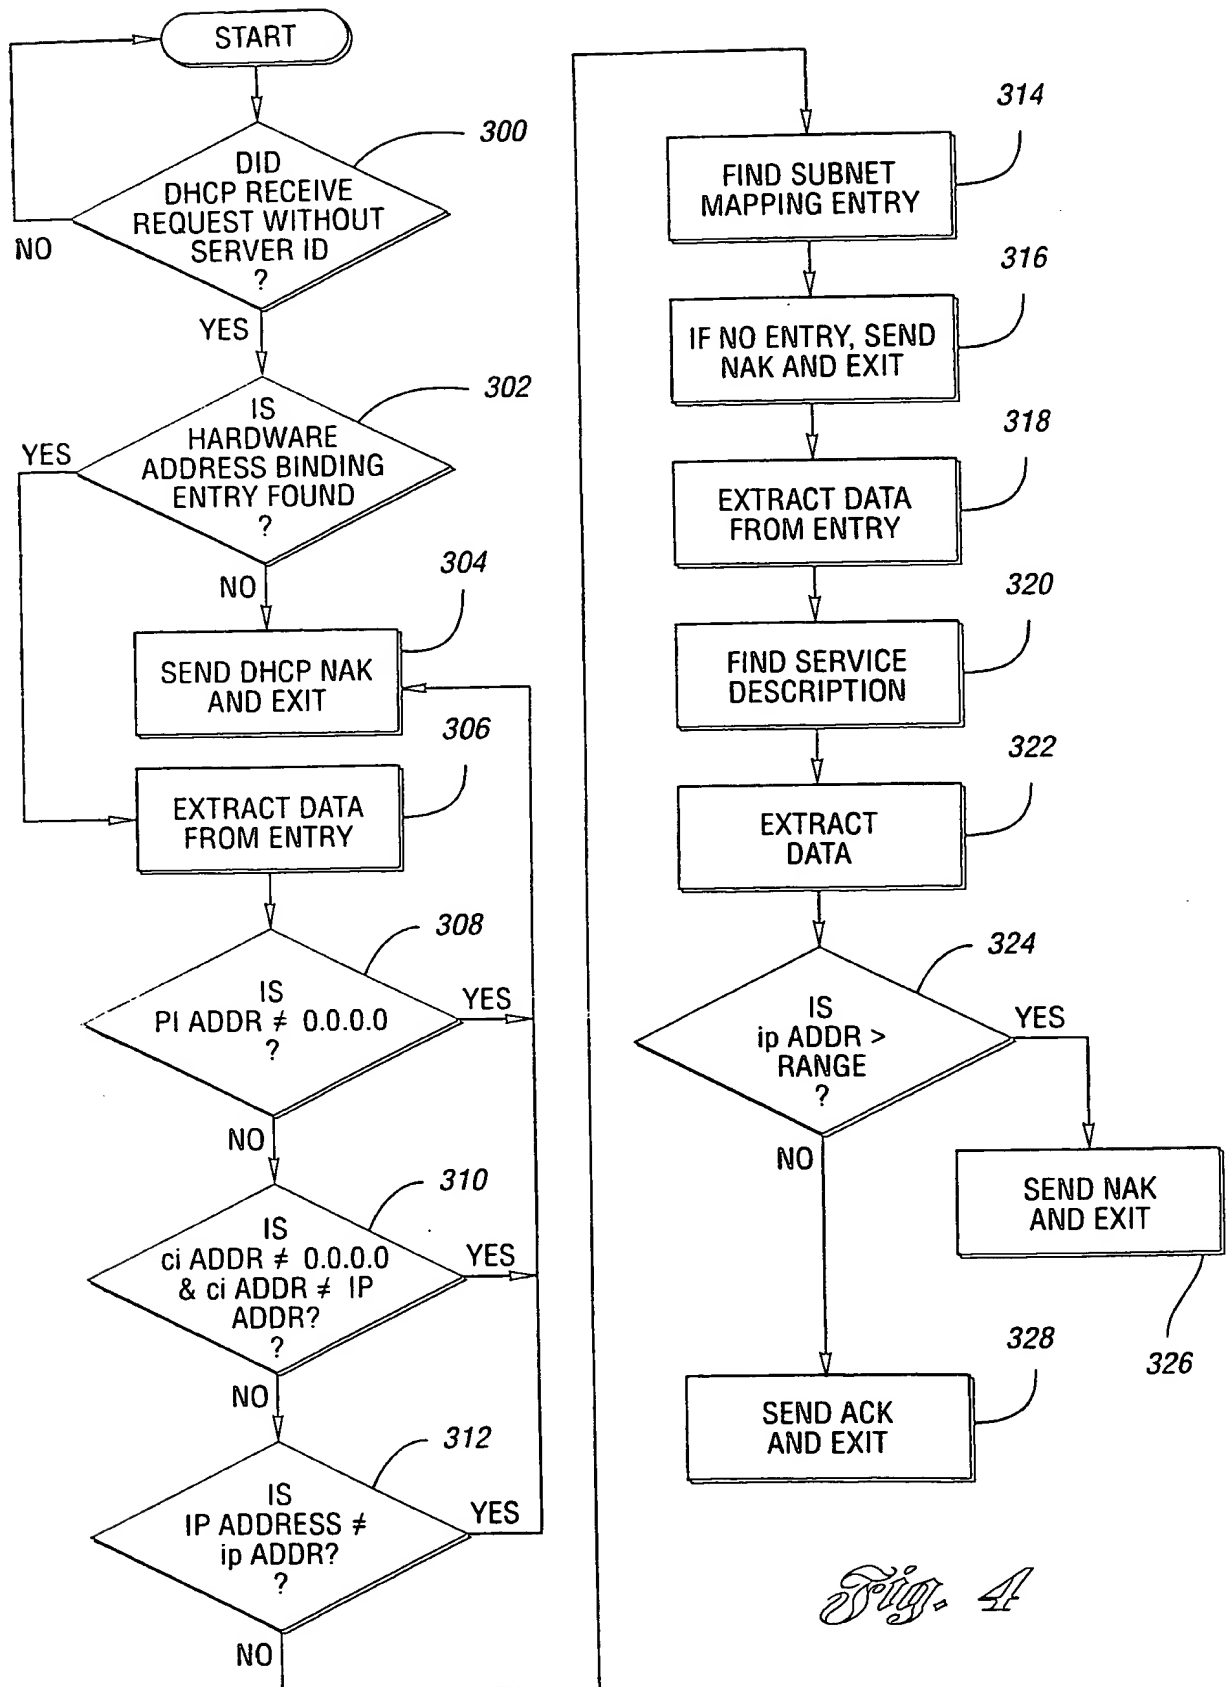 START
300
DID
DHCP RECEIVE
REQUEST WITHOUT
SERVER ID
?
NO
YES
302
IS
HARDWARE
ADDRESS BINDING
ENTRY FOUND
?
YES
NO
304
SEND DHCP NAK
AND EXIT
306
EXTRACT DATA
FROM ENTRY
308
IS
PI ADDR ≠ 0.0.0.0
?
YES
NO
310
IS
ci ADDR ≠ 0.0.0.0
& ci ADDR ≠ IP
ADDR?
?
YES
NO
312
IS
IP ADDRESS ≠
ip ADDR?
?
YES
NO
314
FIND SUBNET
MAPPING ENTRY
316
IF NO ENTRY, SEND
NAK AND EXIT
318
EXTRACT DATA
FROM ENTRY
320
FIND SERVICE
DESCRIPTION
322
EXTRACT
DATA
324
IS
ip ADDR >
RANGE
?
YES
NO
SEND NAK
AND EXIT
326
328
SEND ACK
AND EXIT
Fig. 4